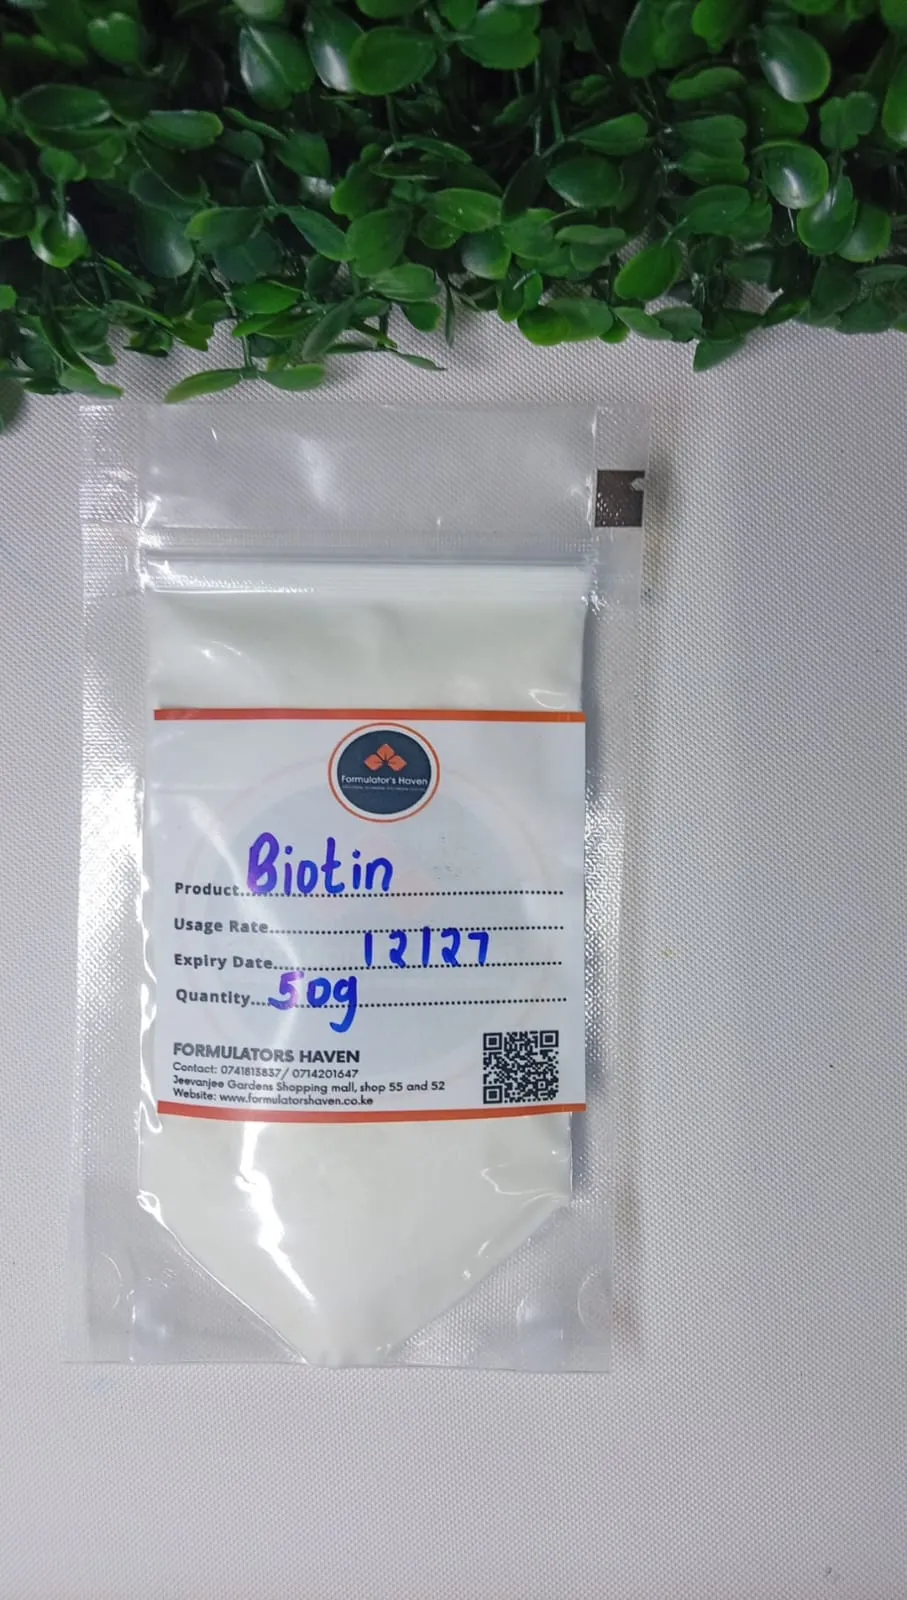 Formulator's Haven
Product...Biotin
Usage Rate
Expiry Date...12/27
Quantity...50g
FORMULATORS HAVEN
Contact: 0741813837/ 0714201647
Jeevanjee Gardens Shopping mall, shop 55 and 52
Website: www.formulatorshaven.co.ke